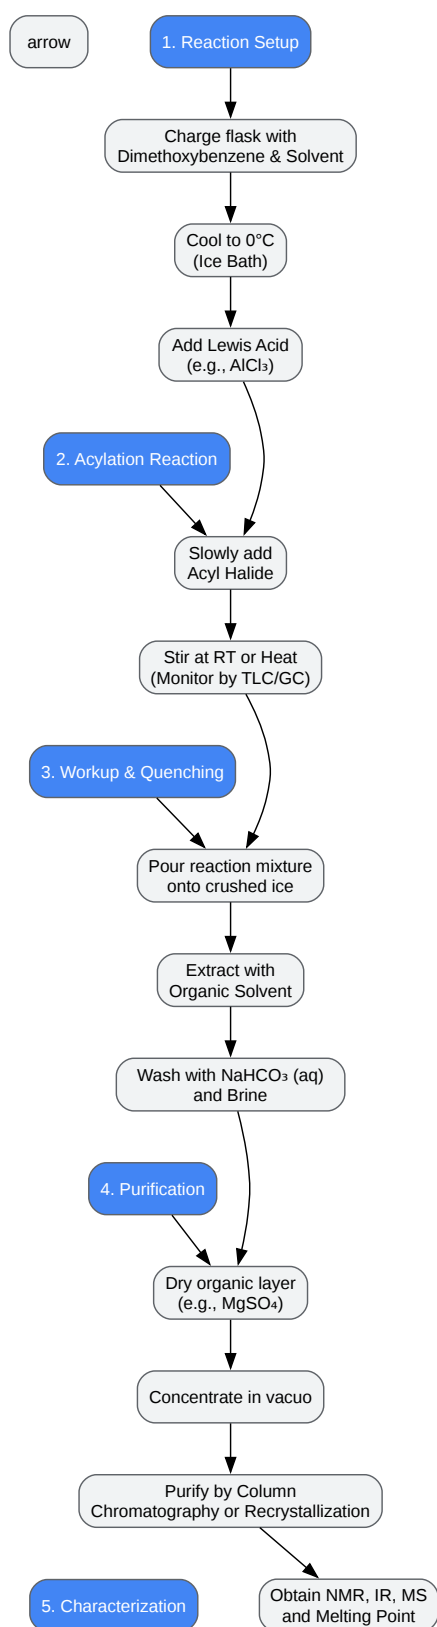 arrow
1. Reaction Setup
Charge flask with
Dimethoxybenzene & Solvent
Cool to 0°C
(Ice Bath)
Add Lewis Acid
(e.g., AlCl₃)
2. Acylation Reaction
Slowly add
Acyl Halide
Stir at RT or Heat
(Monitor by TLC/GC)
3. Workup & Quenching
Pour reaction mixture
onto crushed ice
Extract with
Organic Solvent
Wash with NaHCO₃ (aq)
and Brine
4. Purification
Dry organic layer
(e.g., MgSO₄)
Concentrate in vacuo
Purify by Column
Chromatography or Recrystallization
5. Characterization
Obtain NMR, IR, MS
and Melting Point